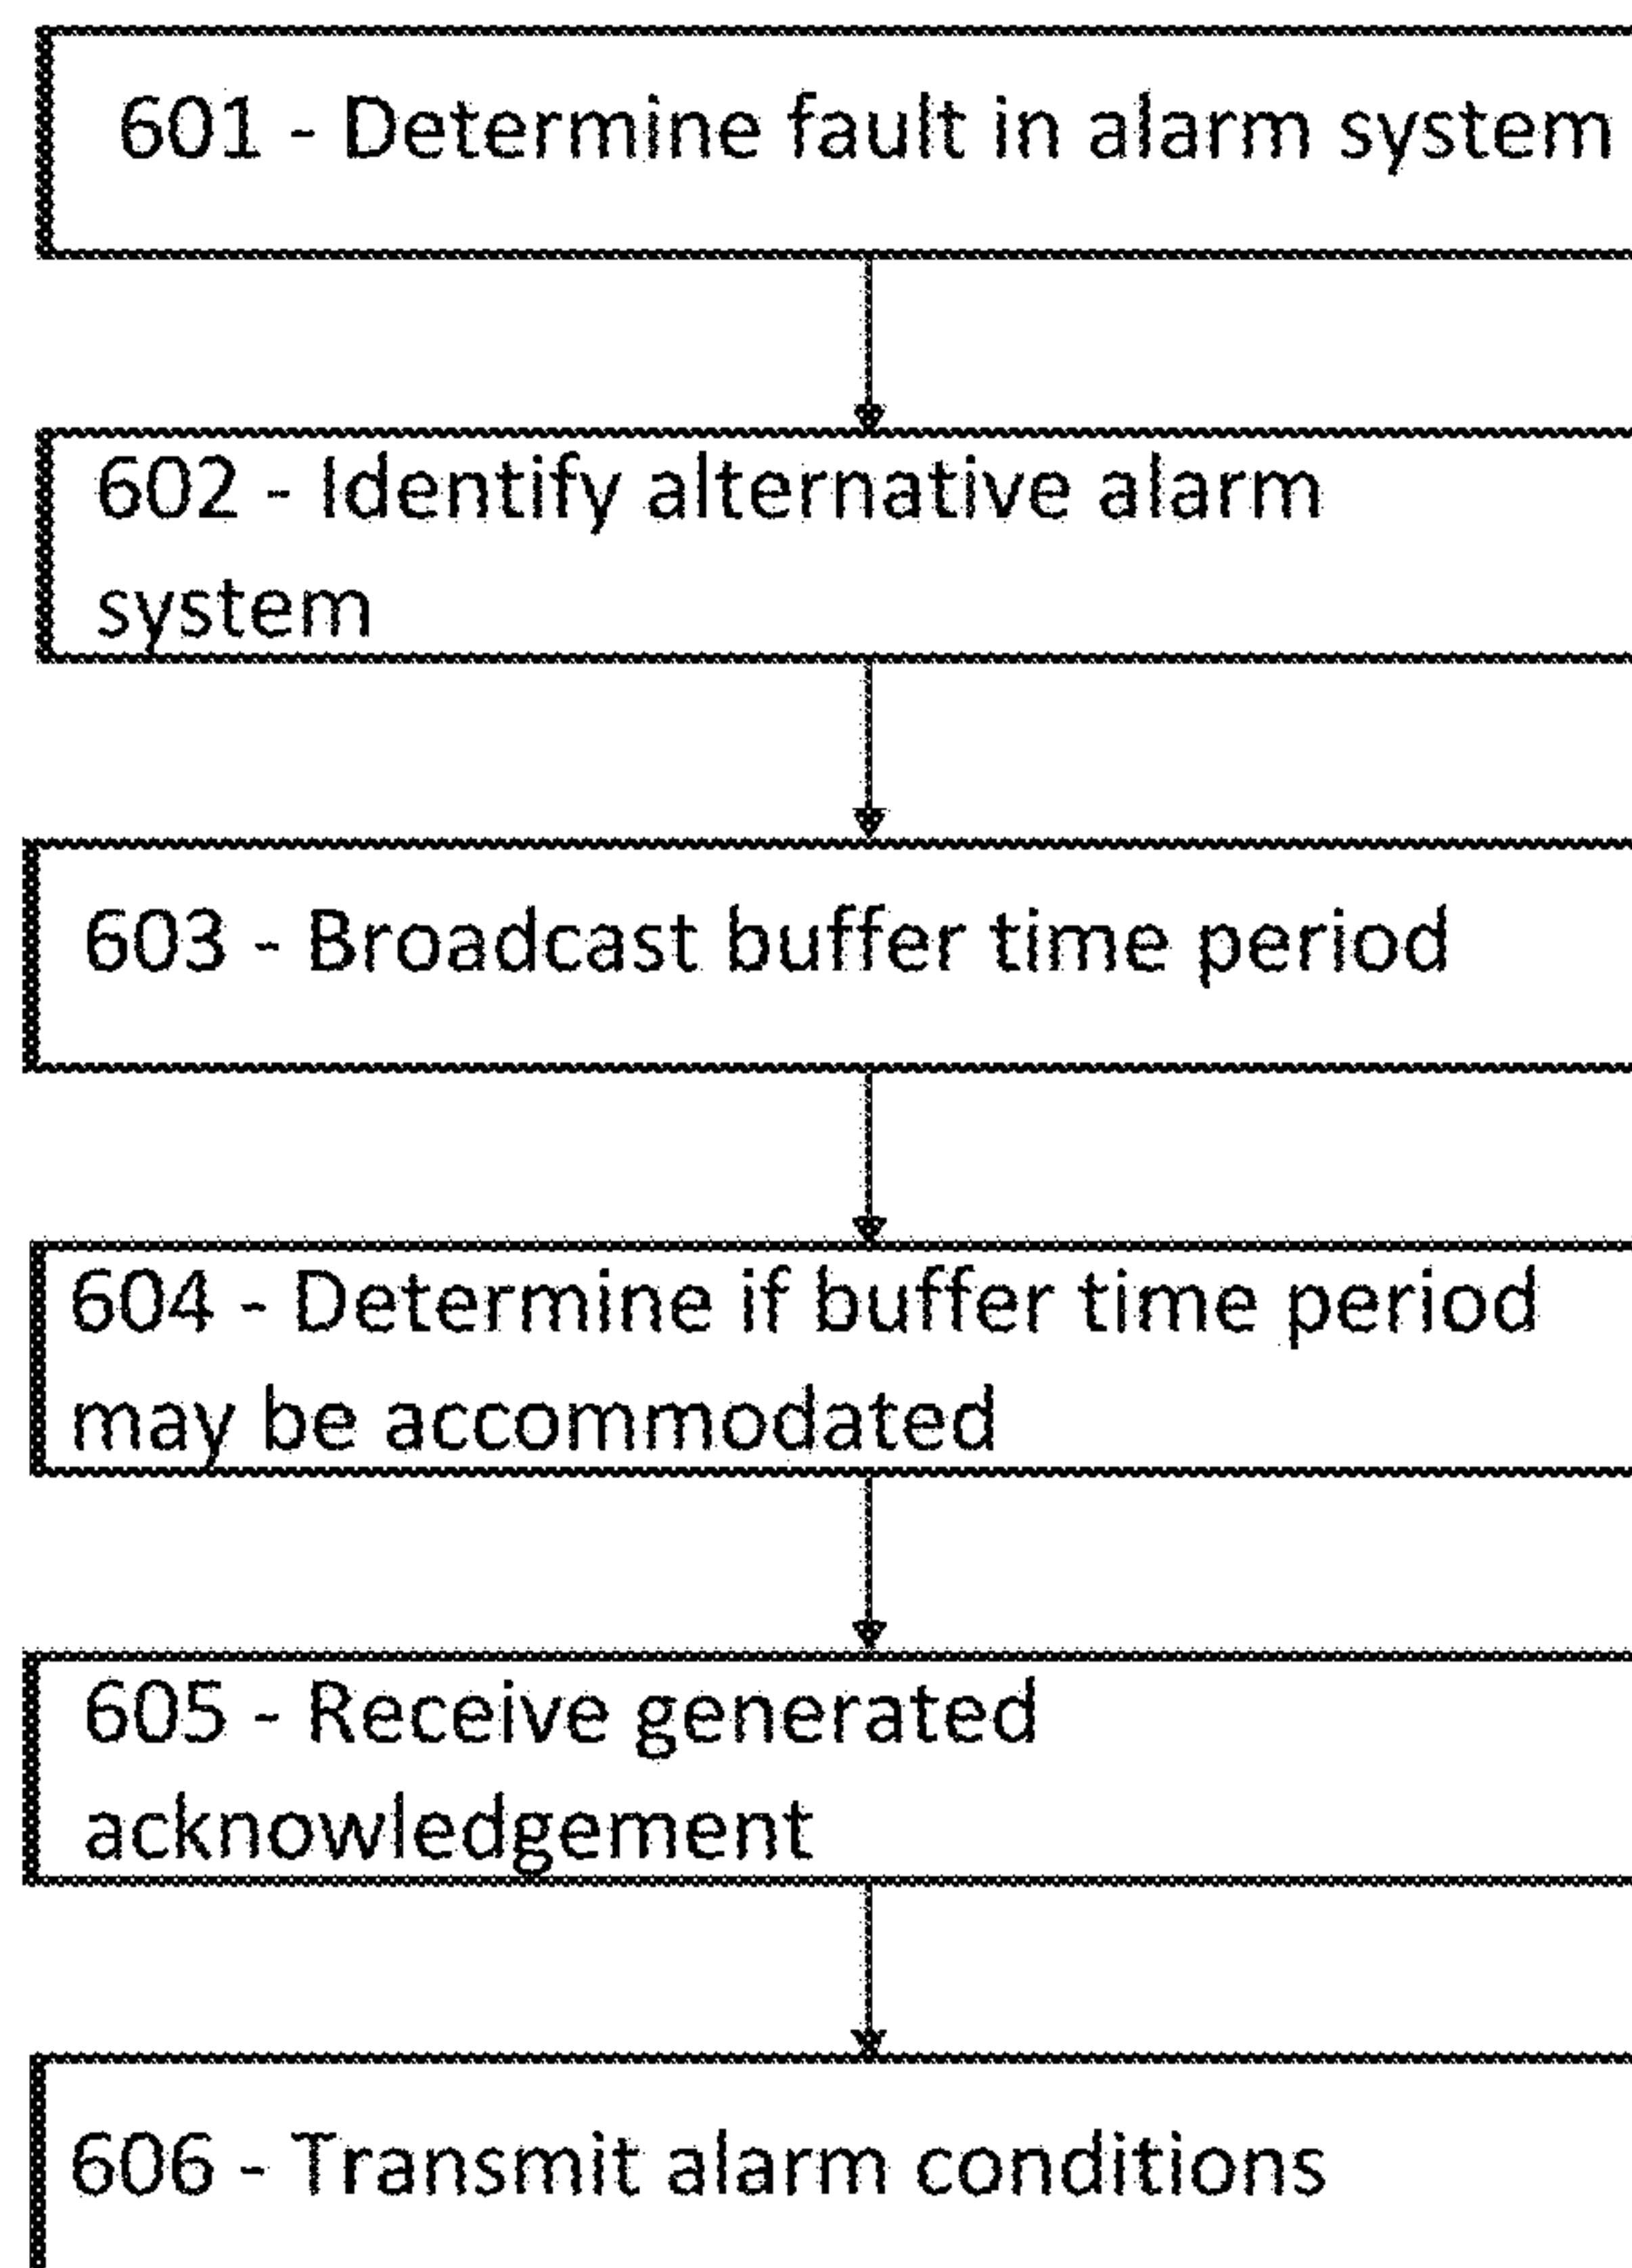 601 - Determine fault in alarm system
602 - Identify alternative alarm
system
603 - Broadcast buffer time period
604 - Determine if buffer time period
may be accommodated
605 - Receive generated
acknowledgement
606 - Transmit alarm conditions